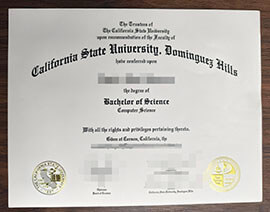 The Trustees of
The California State University
upon recommendation of the Faculty of
California State University, Dominguez Hills
have conferred upon
the degree of
Bachelor of Science
Computer Science
With all the rights and privileges pertaining thereto.
Given at Carson, California, the